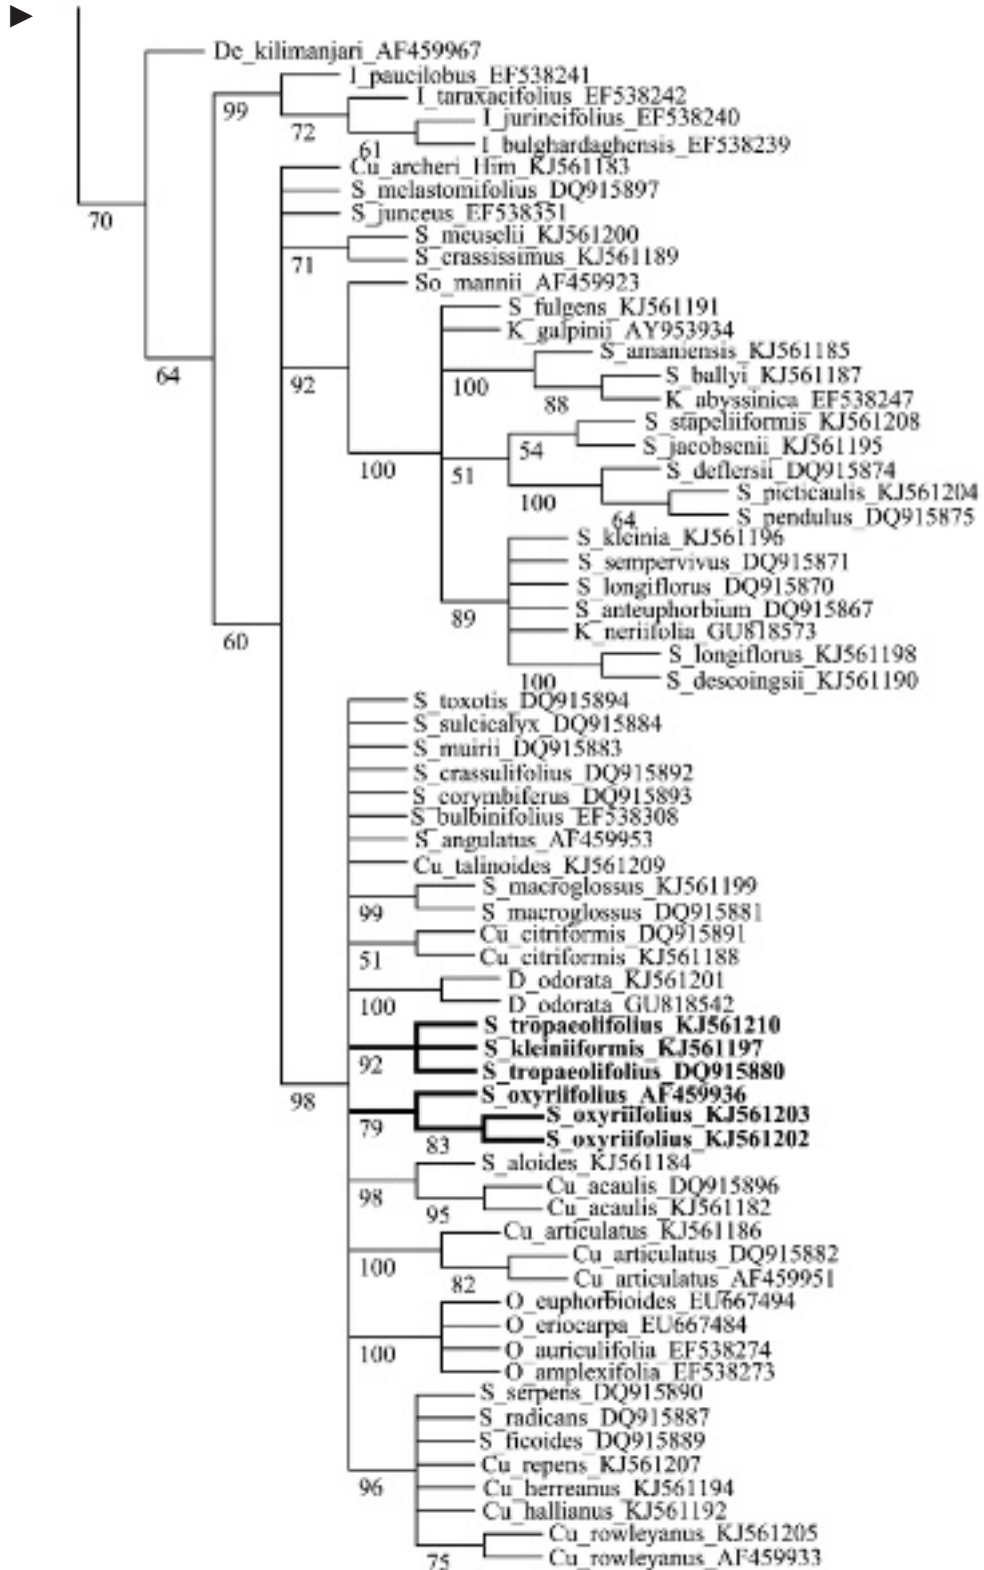 De_kilimanjari_AF459967
I_paucilobus_EF538241
99
I_taraxacifolius_EF538242
I_jurineifolius_EF538240
72
I_bulghardaghensis_EF538239
61
Cu_archeri_Him_KJ561183
S_melastomifolius_DQ915897
70
S_junceus_EF538351
S_meuselii_KJ561200
71
S_crassissimus_KJ561189
So_mannii_AF459923
S_fulgens_KJ561191
K_galpinii_AY953934
S_amaniensis_KJ561185
64
92
100
S_ballyi_KJ561187
88
K_abyssinica_EF538247
S_stapeliiformis_KJ561208
54
S_jacobsenii_KJ561195
100
51
S_deflersii_DQ915874
S_picticaulis_KJ561204
100
64
S_pendulus_DQ915875
S_kleinia_KJ561196
S_sempervivus_DQ915871
S_longiflorus_DQ915870
S_anteuphorbium_DQ915867
89
K_neriifolia_GU818573
60
S_longiflorus_KJ561198
100
S_descoingsii_KJ561190
S_toxotis_DQ915894
S_sulcicalyx_DQ915884
S_muirii_DQ915883
S_crassulifolius_DQ915892
S_corymbiferus_DQ915893
S_bulbinifolius_EF538308
S_angulatus_AF459953
Cu_talinoides_KJ561209
S_macroglossus_KJ561199
99
S_macroglossus_DQ915881
Cu_citriformis_DQ915891
51
Cu_citriformis_KJ561188
D_odorata_KJ561201
100
D_odorata_GU818542
S_tropaeolifolius_KJ561210
S_kleiniiformis_KJ561197
92
S_tropaeolifolius_DQ915880
S_oxyriifolius_AF459936
98
S_oxyriifolius_KJ561203
79
83
S_oxyriifolius_KJ561202
S_aloides_KJ561184
Cu_acaulis_DQ915896
98
95
Cu_acaulis_KJ561182
Cu_articulatus_KJ561186
Cu_articulatus_DQ915882
100
82
Cu_articulatus_AF459951
O_euphorbioides_EU667494
O_eriocarpa_EU667484
O_auriculifolia_EF538274
100
O_amplexifolia_EF538273
S_serpens_DQ915890
S_radicans_DQ915887
S_ficoides_DQ915889
Cu_repens_KJ561207
96
Cu_herreanus_KJ561194
Cu_hallianus_KJ561192
Cu_rowleyanus_KJ561205
75
Cu_rowleyanus_AF459933